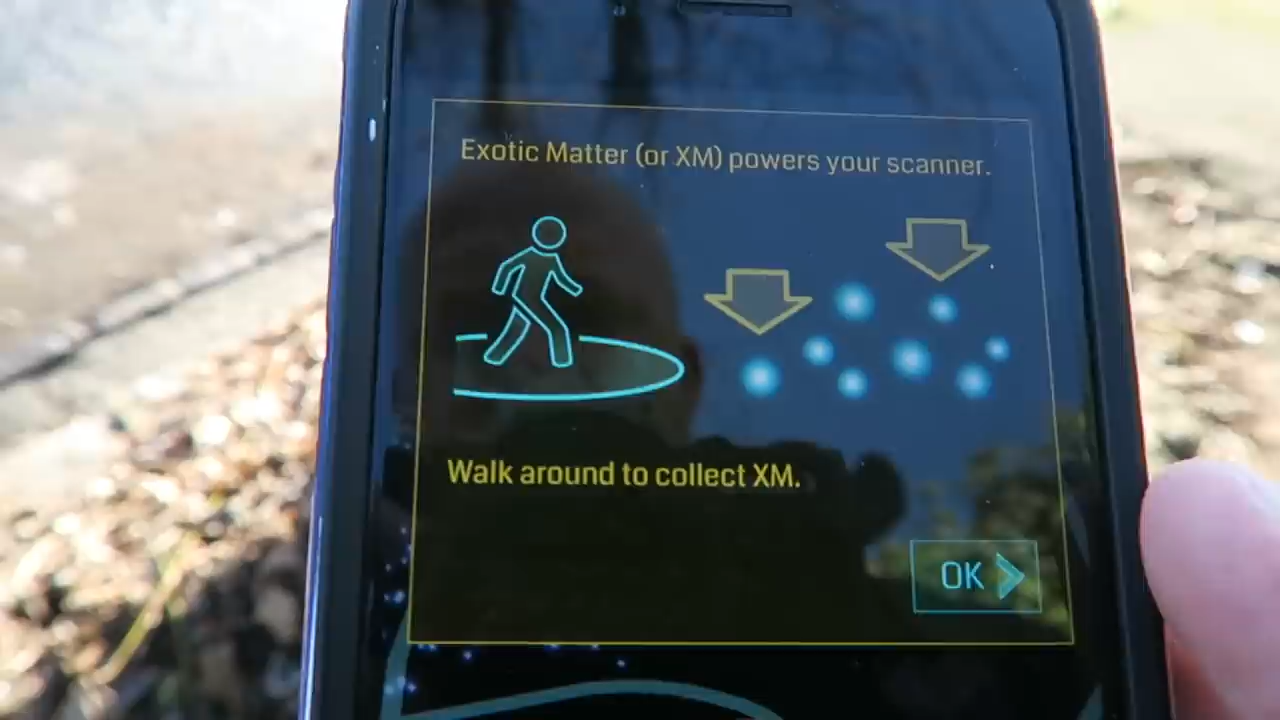 Exotic Matter (or XM) powers your scanner.
Walk around to collect XM.
OK